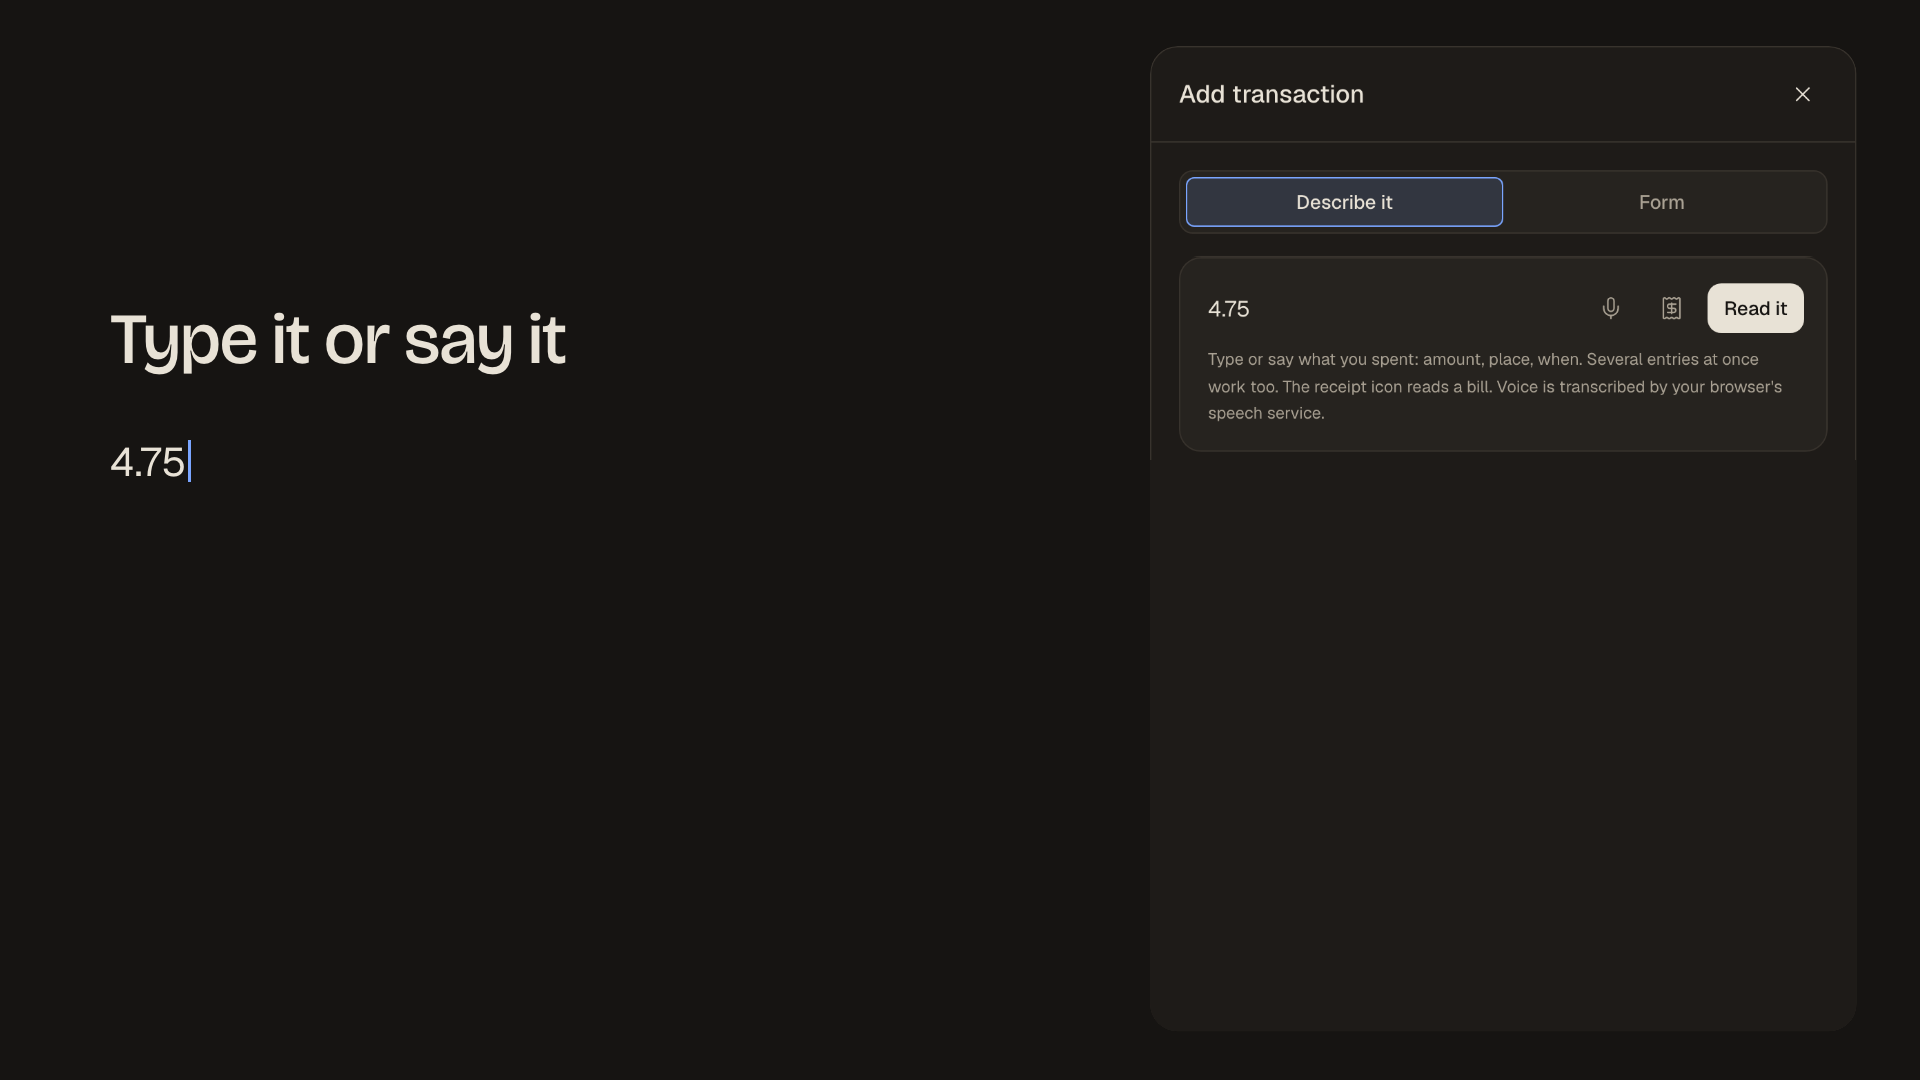 Type it or say it
4.75
Add transaction
Describe it
Form
4.75
Read it
Type or say what you spent: amount, place, when. Several entries at once
work too. The receipt icon reads a bill. Voice is transcribed by your browser's
speech service.